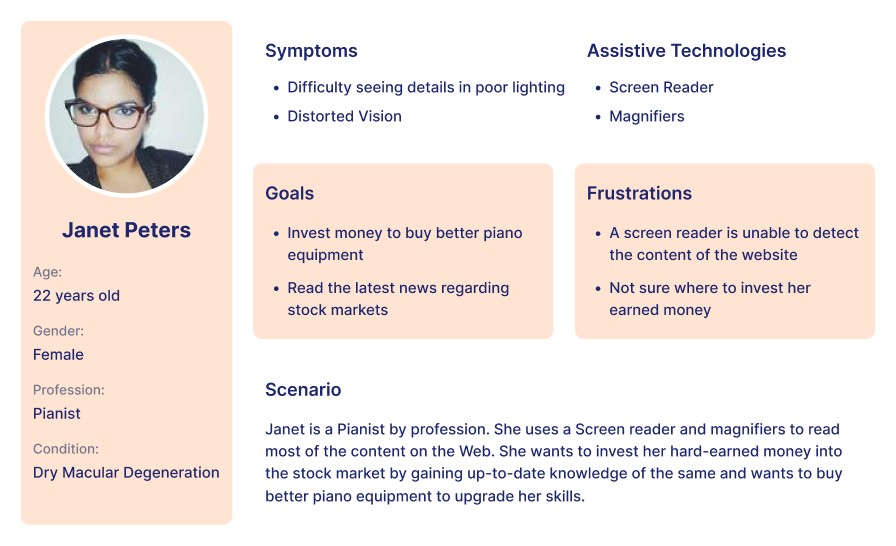 Janet Peters
Age:
22 years old
Gender:
Female
Profession:
Pianist
Condition:
Dry Macular Degeneration
Symptoms
• Difficulty seeing details in poor lighting
• Distorted Vision
Assistive Technologies
• Screen Reader
• Magnifiers
Goals
• Invest money to buy better piano
equipment
• Read the latest news regarding
stock markets
Frustrations
• A screen reader is unable to detect
the content of the website
• Not sure where to invest her
earned money
Scenario
Janet is a Pianist by profession. She uses a Screen reader and magnifiers to read
most of the content on the Web. She wants to invest her hard-earned money into
the stock market by gaining up-to-date knowledge of the same and wants to buy
better piano equipment to upgrade her skills.